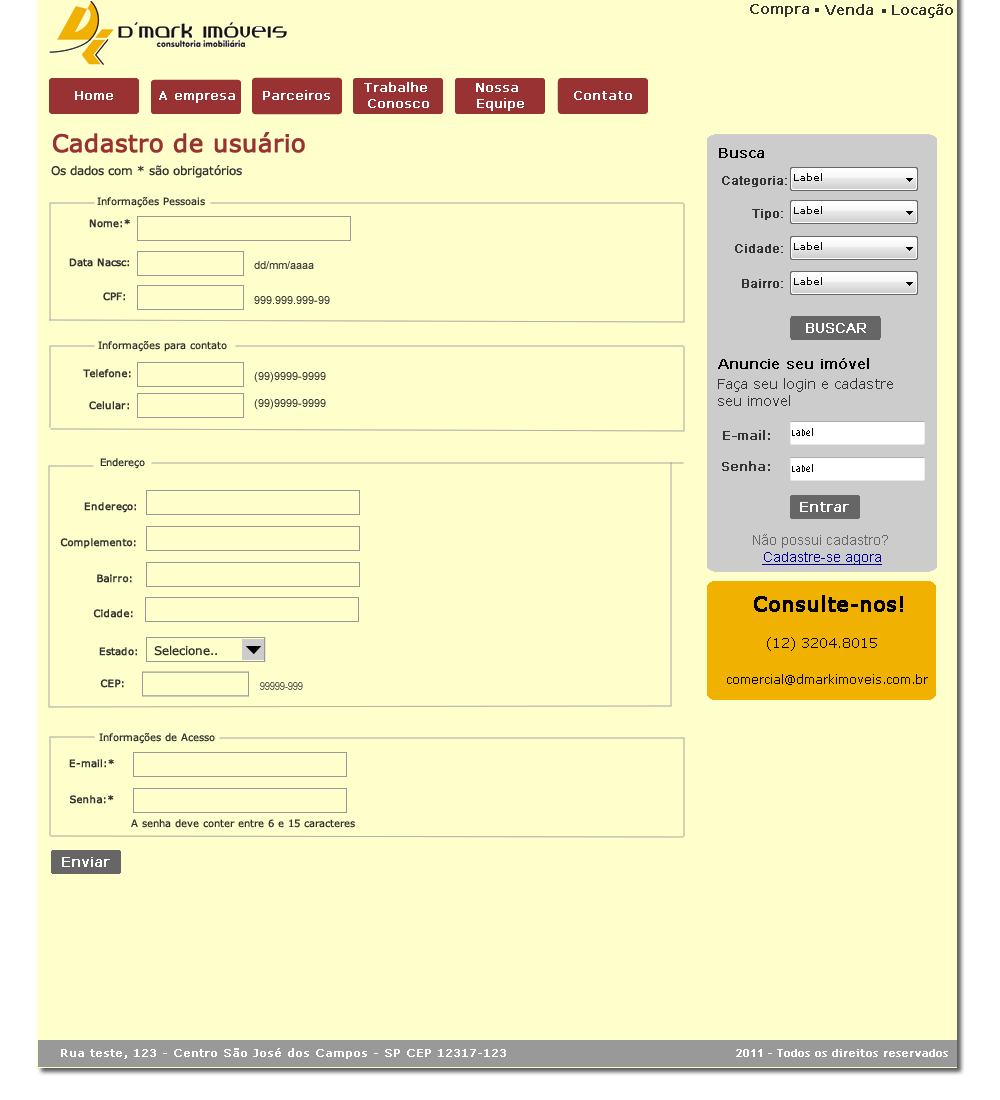 Compra ▪ Venda ▪ Locação
D'mark imóveis
consultoria imobiliária
Home
A empresa
Parceiros
Trabalhe
Conosco
Nossa
Equipe
Contato
Cadastro de usuário
Os dados com * são obrigatórios
Informações Pessoais
Nome:*
Data Nacsc: dd/mm/aaaa
CPF: 999.999.999-99
Informações para contato
Telefone: (99)9999-9999
Celular: (99)9999-9999
Endereço
Endereço:
Complemento:
Bairro:
Cidade:
Estado: Selecione..
CEP: 99999-999
Informações de Acesso
E-mail:*
Senha:*
A senha deve conter entre 6 e 15 caracteres
Enviar
Busca
Categoria: Label
Tipo: Label
Cidade: Label
Bairro: Label
BUSCAR
Anuncie seu imóvel
Faça seu login e cadastre
seu imovel
E-mail: Label
Senha: Label
Entrar
Não possui cadastro?
Cadastre-se agora
Consulte-nos!
(12) 3204.8015
comercial@dmarkimoveis.com.br
Rua teste, 123 - Centro São José dos Campos - SP CEP 12317-123
2011 - Todos os direitos reservados